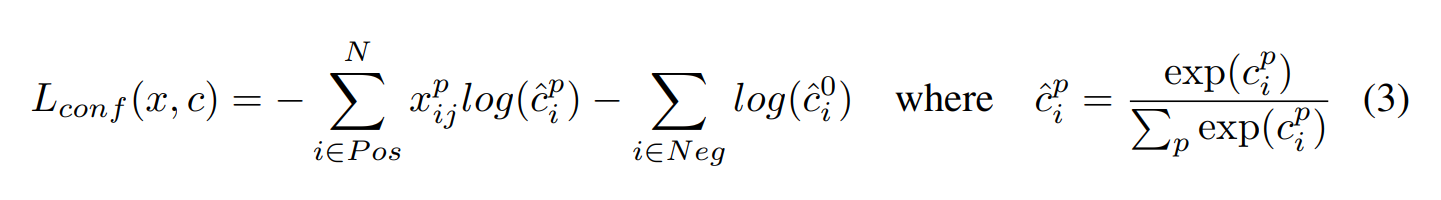 L_{conf}(x, c) = - \sum_{i \in Pos}^{N} x_{ij}^{p} log(\hat{c}_{i}^{p}) - \sum_{i \in Neg} log(\hat{c}_{i}^{0}) where \hat{c}_{i}^{p} = \frac{\exp(c_{i}^{p})}{\sum_{p} \exp(c_{i}^{p})} (3)